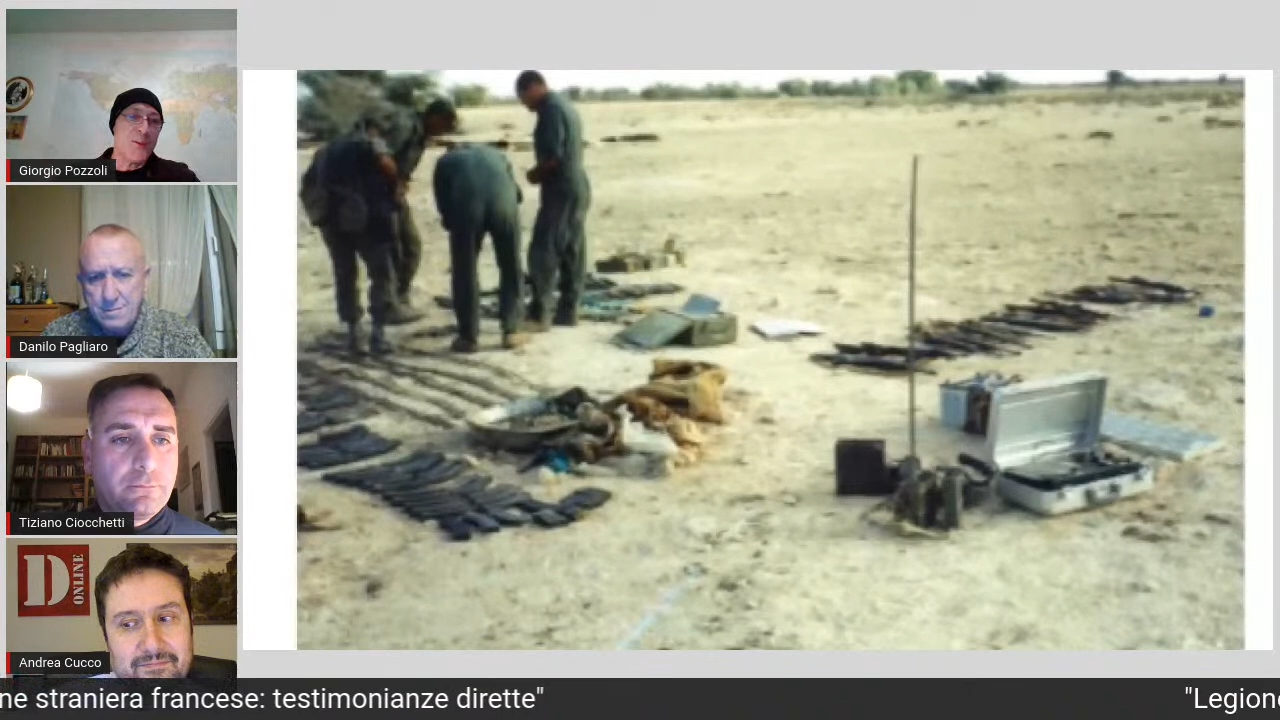 Giorgio Pozzoli
Danilo Pagliaro
Tiziano Ciocchetti
D
ONLINE
Andrea Cucco
ne straniera francese: testimonianze dirette"
"Legion